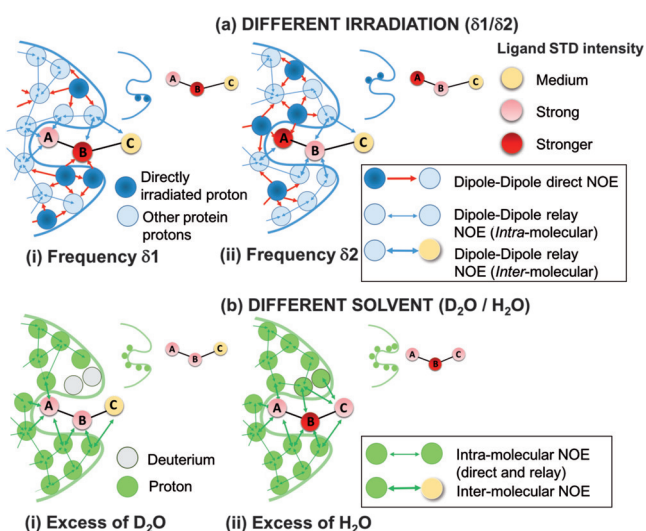 (a) DIFFERENT IRRADIATION (δ1/δ2)
Ligand STD intensity
A
B
C
A
B
C
Medium
Strong
Stronger
A
B
C
A
B
C
Directly
irradiated proton
Other protein
protons
Dipole-Dipole direct NOE
Dipole-Dipole relay
NOE (Intra-molecular)
Dipole-Dipole relay
NOE (Inter-molecular)
(i) Frequency δ1
(ii) Frequency δ2
(b) DIFFERENT SOLVENT (D₂O / H₂O)
A
B
C
A
B
C
A
B
C
A
B
C
Deuterium
Proton
Intra-molecular NOE
(direct and relay)
Inter-molecular NOE
(i) Excess of D₂O
(ii) Excess of H₂O